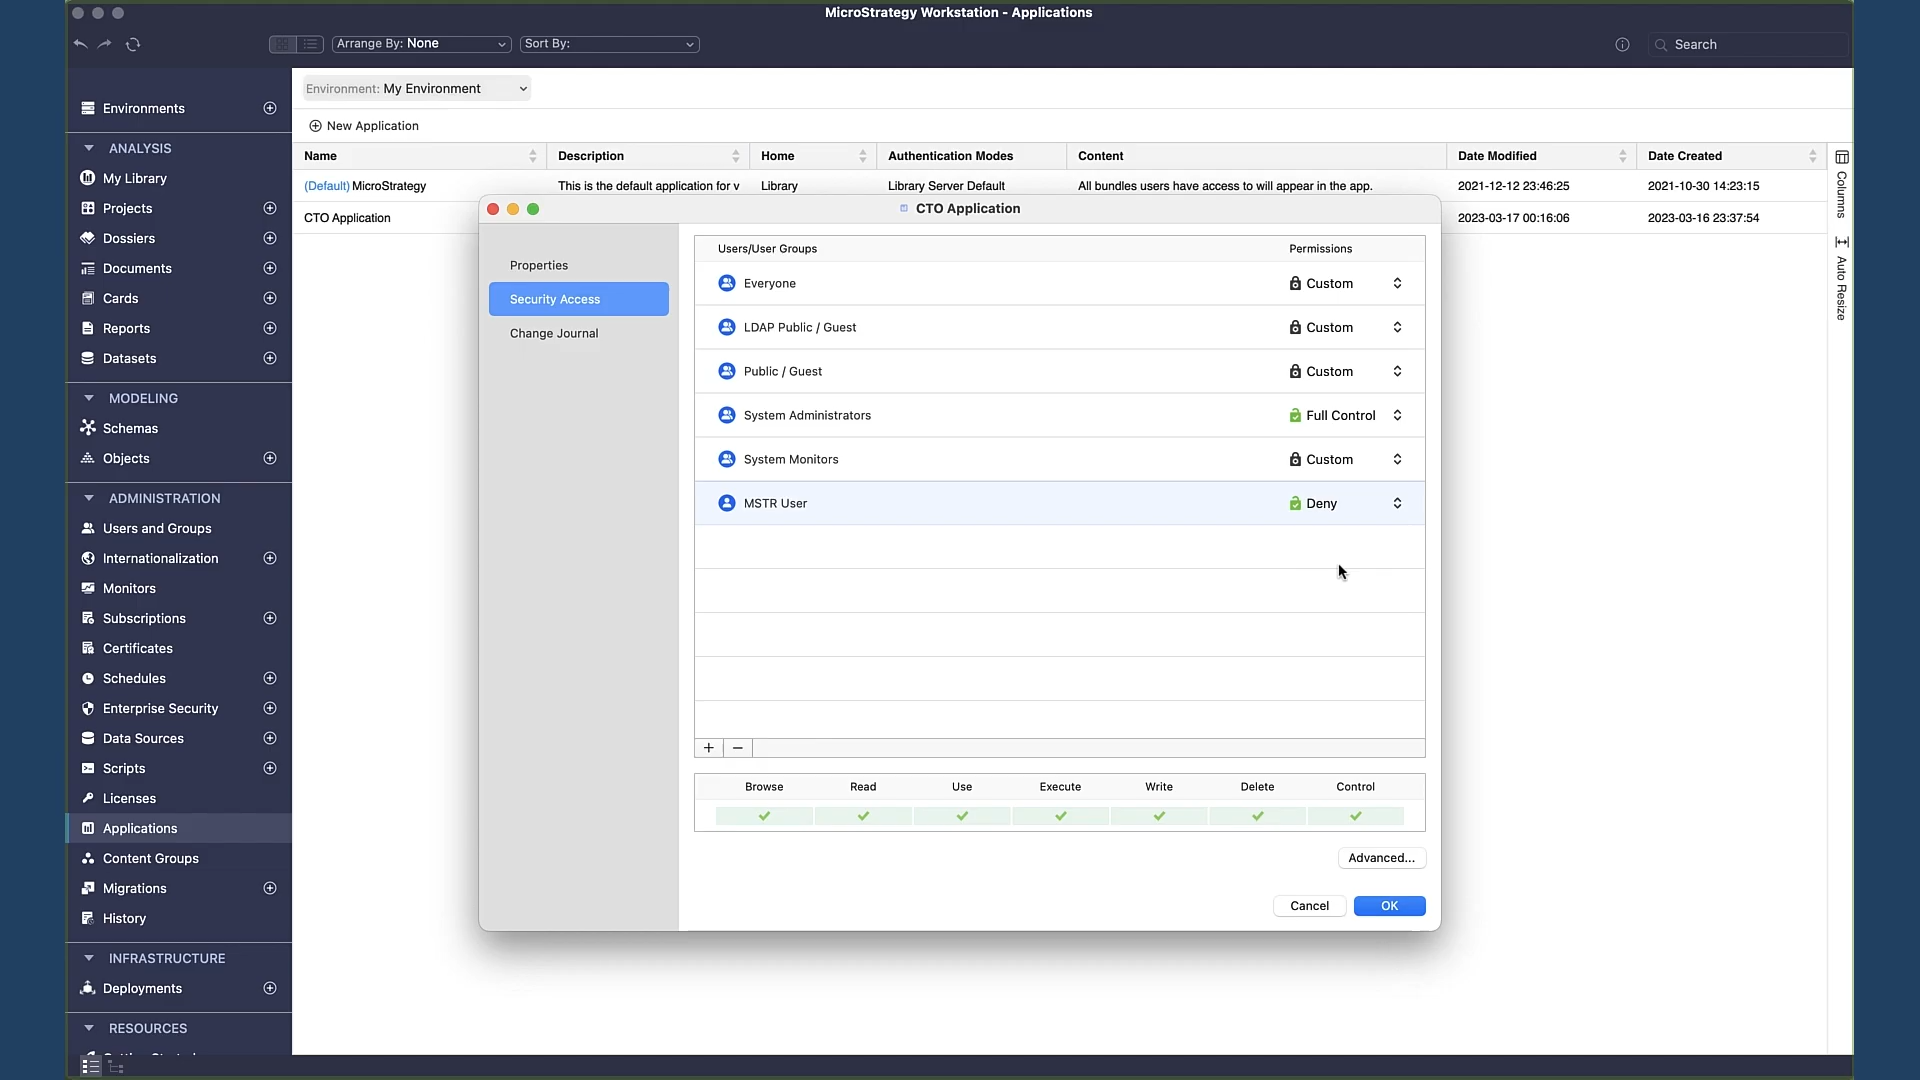 MicroStrategy Workstation - Applications
Arrange By: None
Sort By:
Search
Environments
ANALYSIS
My Library
Projects
Dossiers
Documents
Cards
Reports
Datasets
MODELING
Schemas
Objects
ADMINISTRATION
Users and Groups
Internationalization
Monitors
Subscriptions
Certificates
Schedules
Enterprise Security
Data Sources
Scripts
Licenses
Applications
Content Groups
Migrations
History
INFRASTRUCTURE
Deployments
RESOURCES
Environment: My Environment
New Application
Name Description Home Authentication Modes Content Date Modified Date Created
(Default) MicroStrategy This is the default application for v Library Library Server Default All bundles users have access to will appear in the app. 2021-12-12 23:46:25 2021-10-30 14:23:15
CTO Application 2023-03-17 00:16:06 2023-03-16 23:37:54
Columns
Auto Resize
CTO Application
Properties
Security Access
Change Journal
Users/User Groups Permissions
Everyone Custom
LDAP Public / Guest Custom
Public / Guest Custom
System Administrators Full Control
System Monitors Custom
MSTR User Deny
Browse Read Use Execute Write Delete Control
Advanced...
Cancel OK